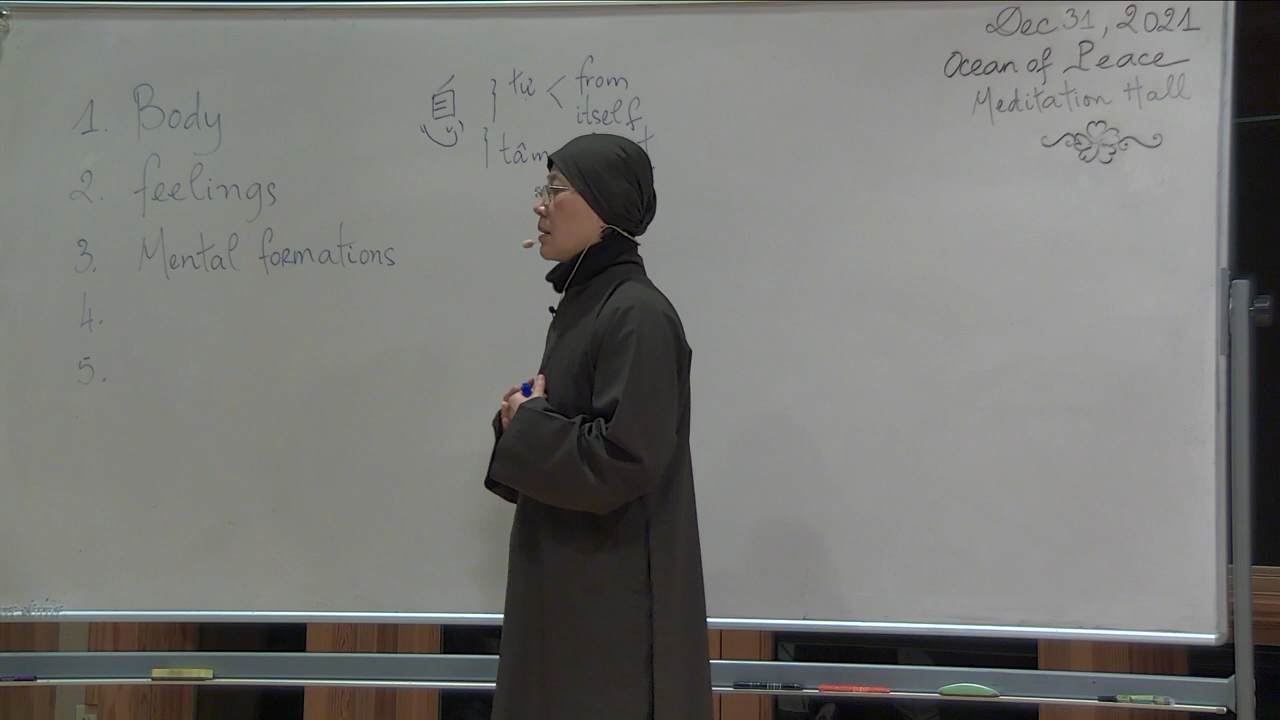 Dec 31, 2021
Ocean of Peace
Meditation Hall
1. Body
2. feelings
3. Mental formations
4.
5.
自
心
} tự < from
itself
} tâm